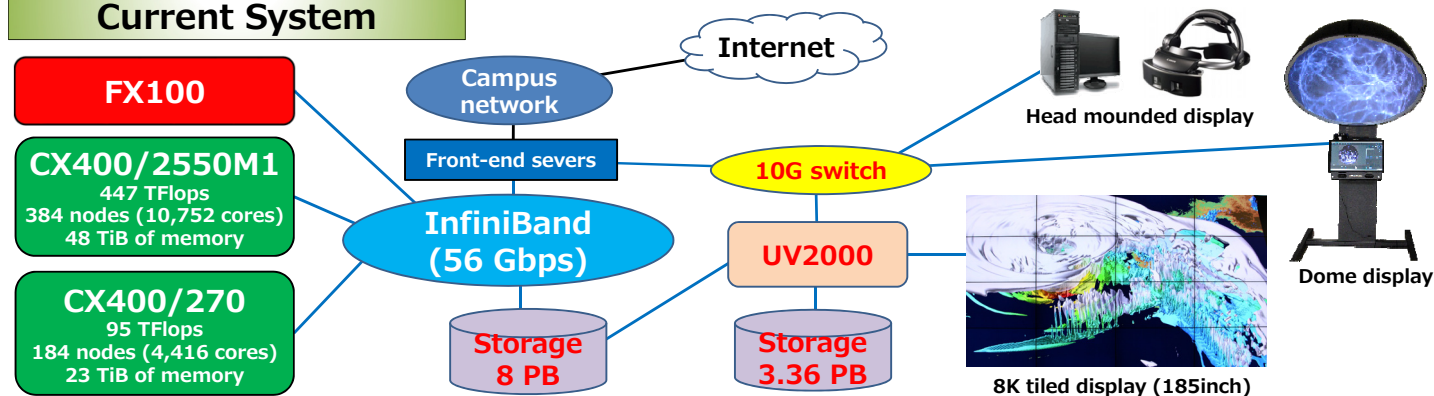 Current System
FX100
CX400/2550M1
447 TFlops
384 nodes (10,752 cores)
48 TiB of memory
CX400/270
95 TFlops
184 nodes (4,416 cores)
23 TiB of memory
Campus
network
Internet
Front-end severs
InfiniBand
(56 Gbps)
Storage
8 PB
10G switch
UV2000
Storage
3.36 PB
Head mounded display
Dome display
8K tiled display (185inch)